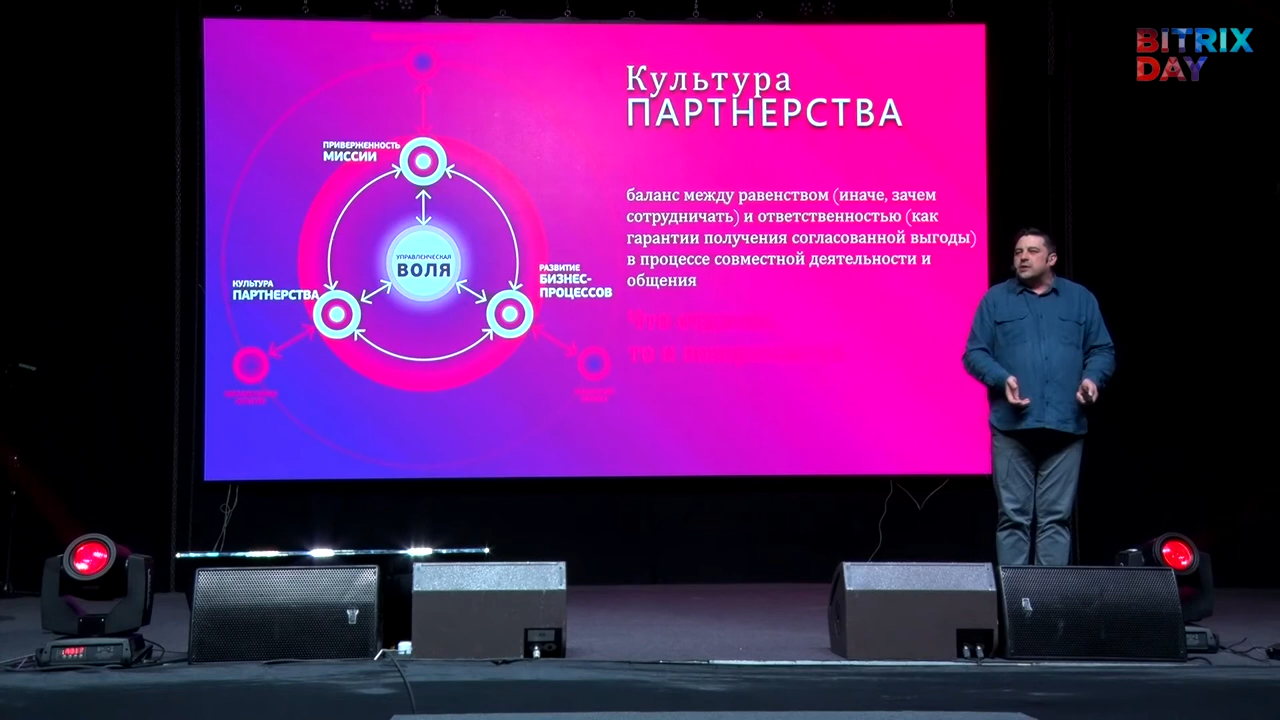 BITRIX
DAY
Культура
ПАРТНЕРСТВА
баланс между равенством (иначе, зачем
сотрудничать) и ответственностью (как
гарантии получения согласованной выгоды)
в процессе совместной деятельности и
общения
ПРИВЕРЖЕННОСТЬ
МИССИИ
УПРАВЛЕНЧЕСКАЯ
ВОЛЯ
КУЛЬТУРА
ПАРТНЕРСТВА
РАЗВИТИЕ
БИЗНЕС-
ПРОЦЕССОВ